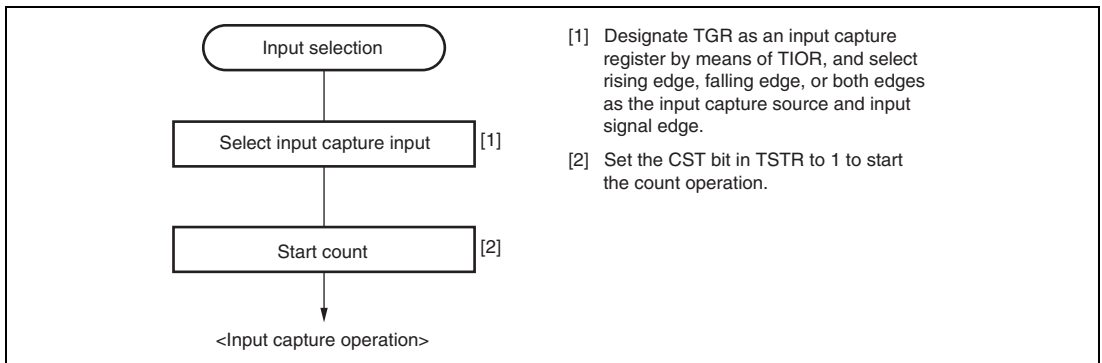 Input selection
Select input capture input
[1]
Start count
[2]
<Input capture operation>
[1] Designate TGR as an input capture
register by means of TIOR, and select
rising edge, falling edge, or both edges
as the input capture source and input
signal edge.
[2] Set the CST bit in TSTR to 1 to start
the count operation.